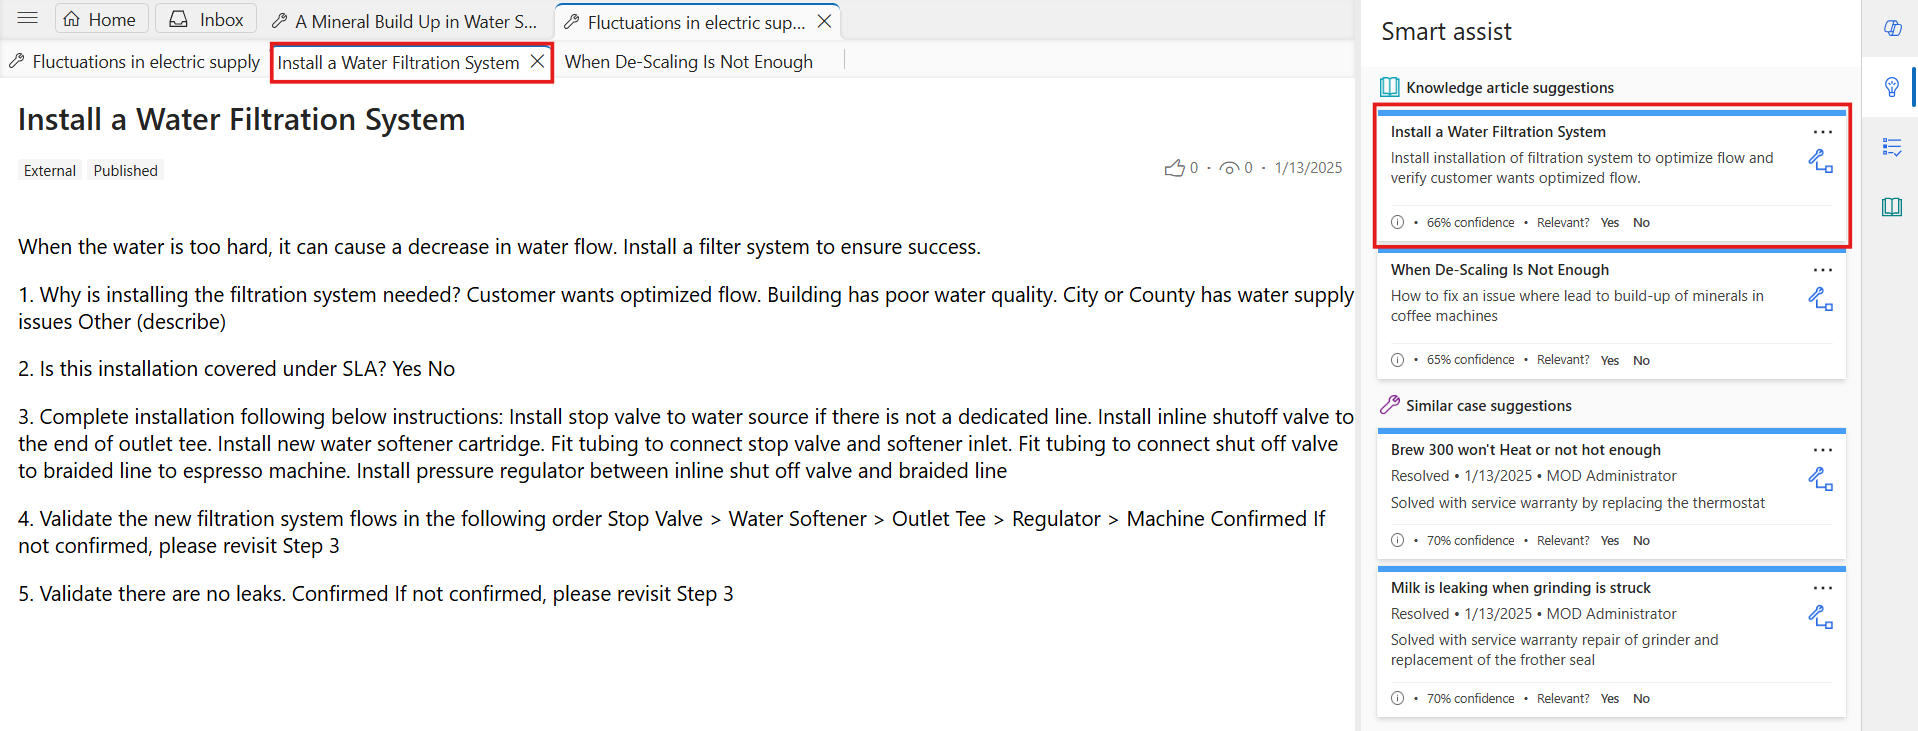 Home
Inbox
A Mineral Build Up in Water S...
Fluctuations in electric sup...
Fluctuations in electric supply
Install a Water Filtration System
When De-Scaling Is Not Enough
Install a Water Filtration System
External
Published
0 · 0 · 1/13/2025
When the water is too hard, it can cause a decrease in water flow. Install a filter system to ensure success.
1. Why is installing the filtration system needed? Customer wants optimized flow. Building has poor water quality. City or County has water supply
issues Other (describe)
2. Is this installation covered under SLA? Yes No
3. Complete installation following below instructions: Install stop valve to water source if there is not a dedicated line. Install inline shutoff valve to
the end of outlet tee. Install new water softener cartridge. Fit tubing to connect stop valve and softener inlet. Fit tubing to connect shut off valve
to braided line to espresso machine. Install pressure regulator between inline shut off valve and braided line
4. Validate the new filtration system flows in the following order Stop Valve > Water Softener > Outlet Tee > Regulator > Machine Confirmed If
not confirmed, please revisit Step 3
5. Validate there are no leaks. Confirmed If not confirmed, please revisit Step 3
Smart assist
Knowledge article suggestions
Install a Water Filtration System
Install installation of filtration system to optimize flow and
verify customer wants optimized flow.
• 66% confidence • Relevant? Yes No
When De-Scaling Is Not Enough
How to fix an issue where lead to build-up of minerals in
coffee machines
• 65% confidence • Relevant? Yes No
Similar case suggestions
Brew 300 won't Heat or not hot enough
Resolved • 1/13/2025 • MOD Administrator
Solved with service warranty by replacing the thermostat
• 70% confidence • Relevant? Yes No
Milk is leaking when grinding is struck
Resolved • 1/13/2025 • MOD Administrator
Solved with service warranty repair of grinder and
replacement of the frother seal
• 70% confidence • Relevant? Yes No